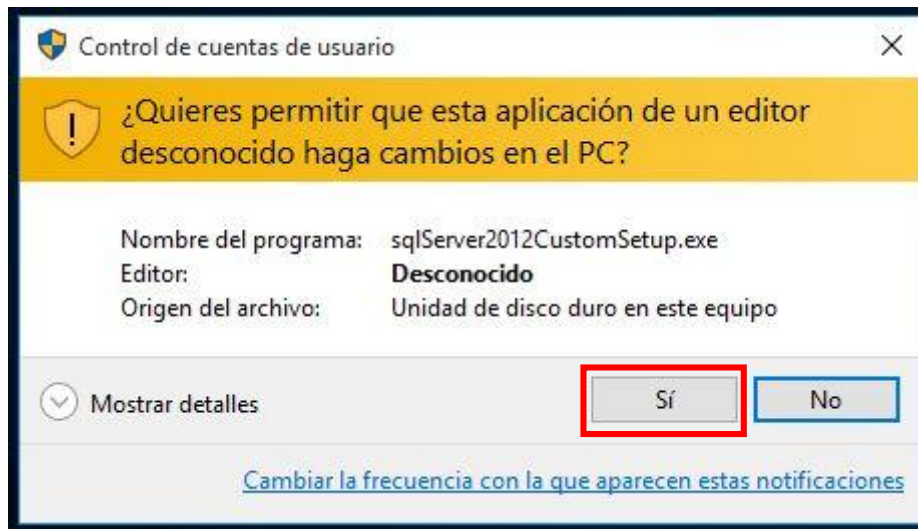 Control de cuentas de usuario
¿Quieres permitir que esta aplicación de un editor
desconocido haga cambios en el PC?
Nombre del programa: sqlServer2012CustomSetup.exe
Editor: Desconocido
Origen del archivo: Unidad de disco duro en este equipo
Mostrar detalles Sí No
Cambiar la frecuencia con la que aparecen estas notificaciones